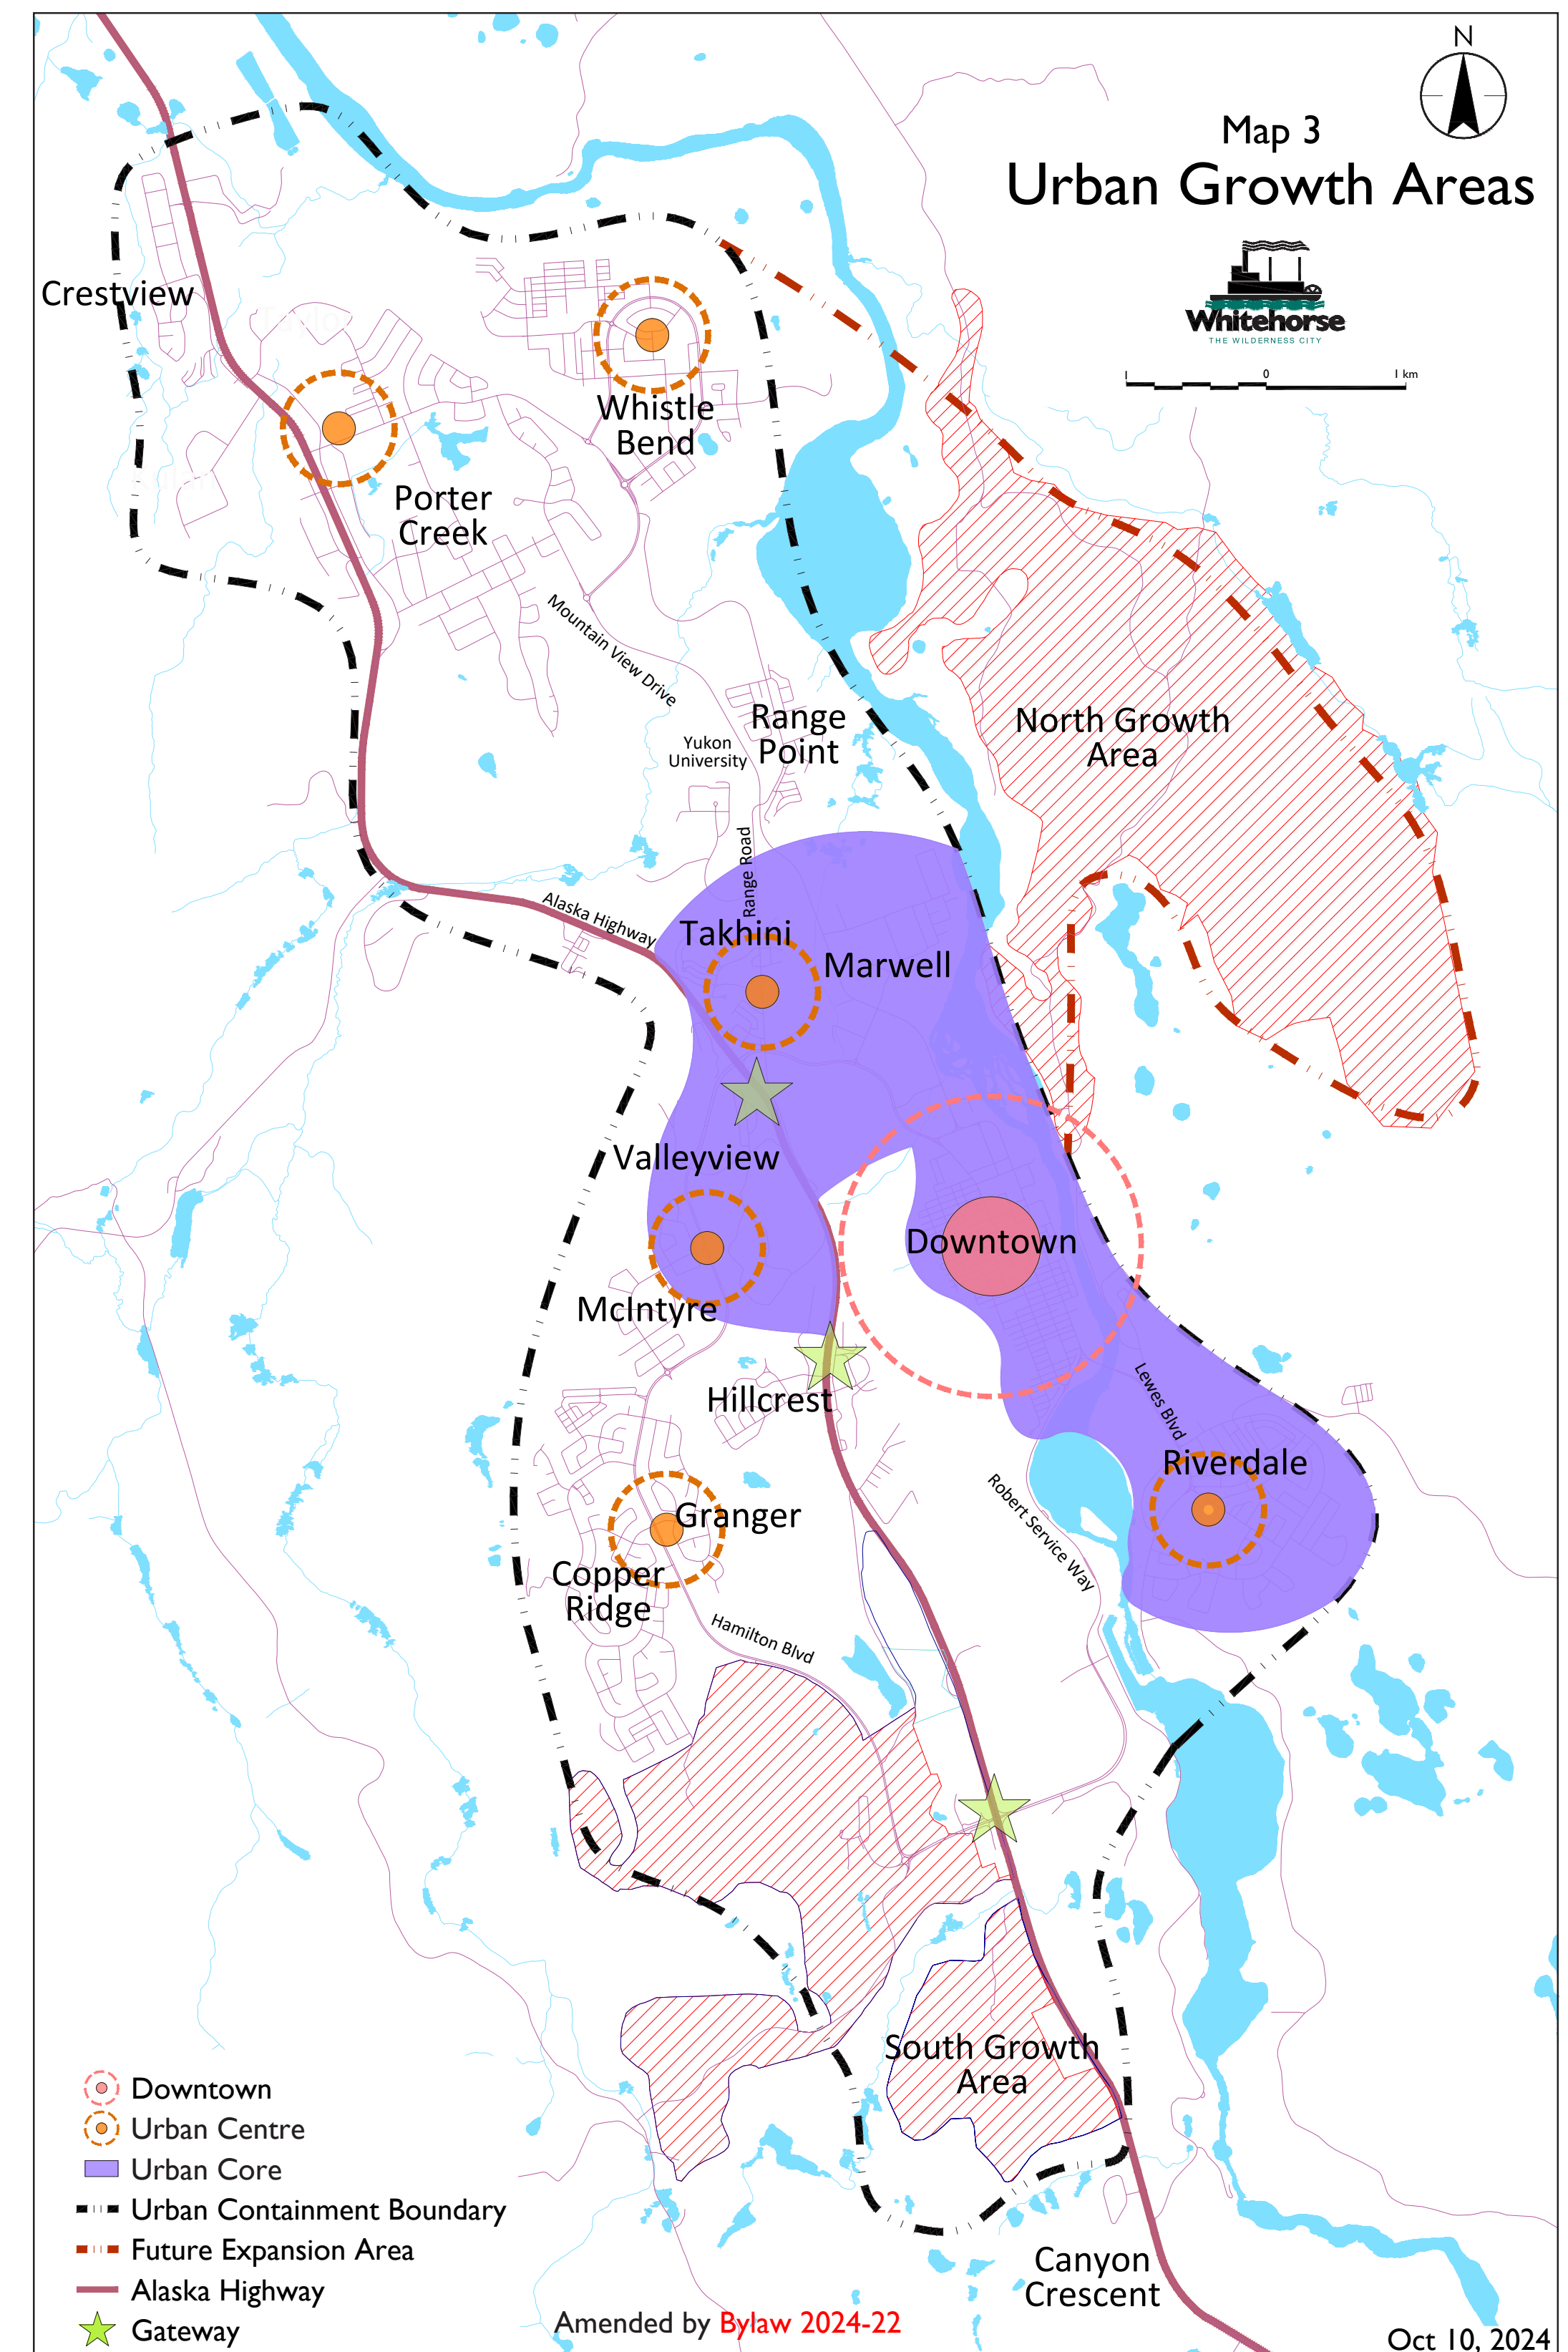 N
Map 3
Urban Growth Areas
Whitehorse
THE WILDERNESS CITY
1 0 1 km
Crestview
Whistle
Bend
Porter
Creek
Mountain View Drive
Range
Point
Yukon
University
North Growth
Area
Range Road
Alaska Highway
Takhini
Marwell
Valleyview
Downtown
McIntyre
Hillcrest
Lewes Blvd
Riverdale
Robert Service Way
Granger
Copper
Ridge
Hamilton Blvd
South Growth
Area
Canyon
Crescent
Downtown
Urban Centre
Urban Core
Urban Containment Boundary
Future Expansion Area
Alaska Highway
Gateway
Amended by Bylaw 2024-22
Oct 10, 2024